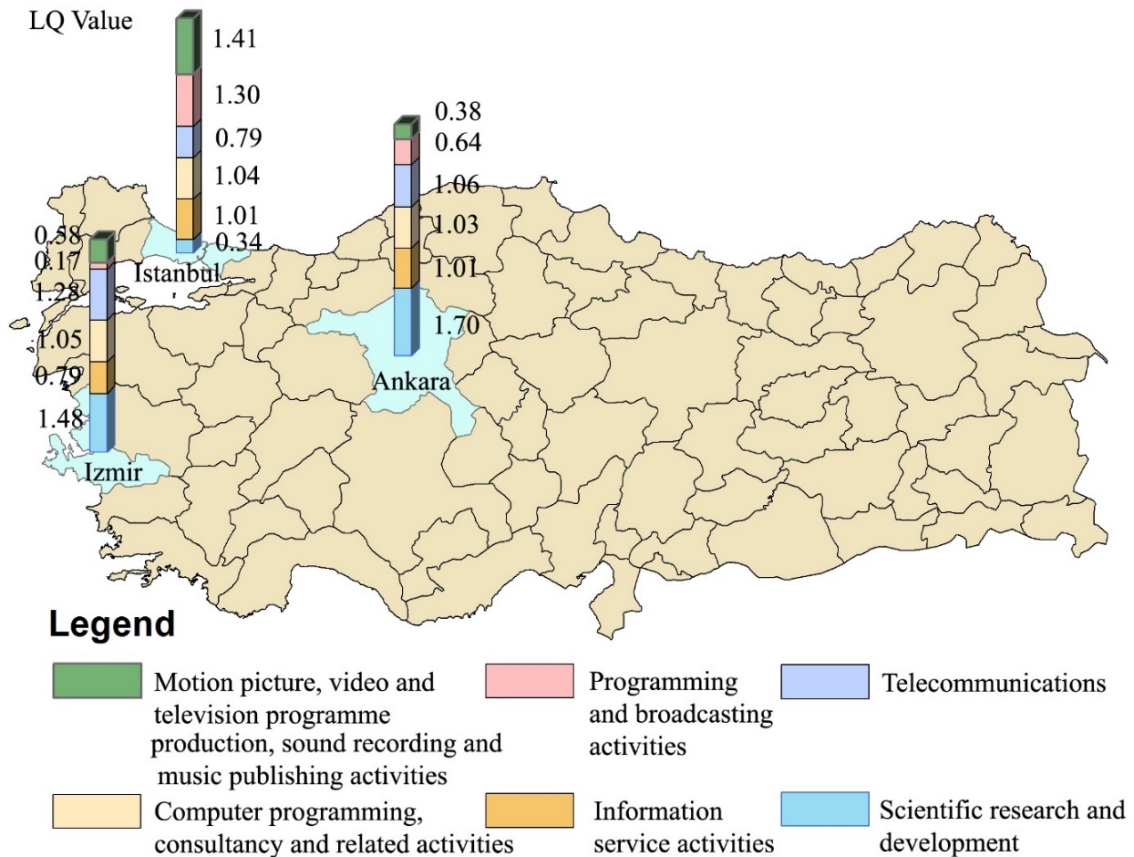 LQ Value
1.41
1.30
0.79
1.04
1.01
0.34
Istanbul
0.38
0.64
1.06
1.03
1.01
1.70
Ankara
0.58
0.17
1.28
1.05
0.79
1.48
Izmir
Legend
Motion picture, video and
television programme
production, sound recording and
music publishing activities
Programming
and broadcasting
activities
Telecommunications
Computer programming,
consultancy and related activities
Information
service activities
Scientific research and
development